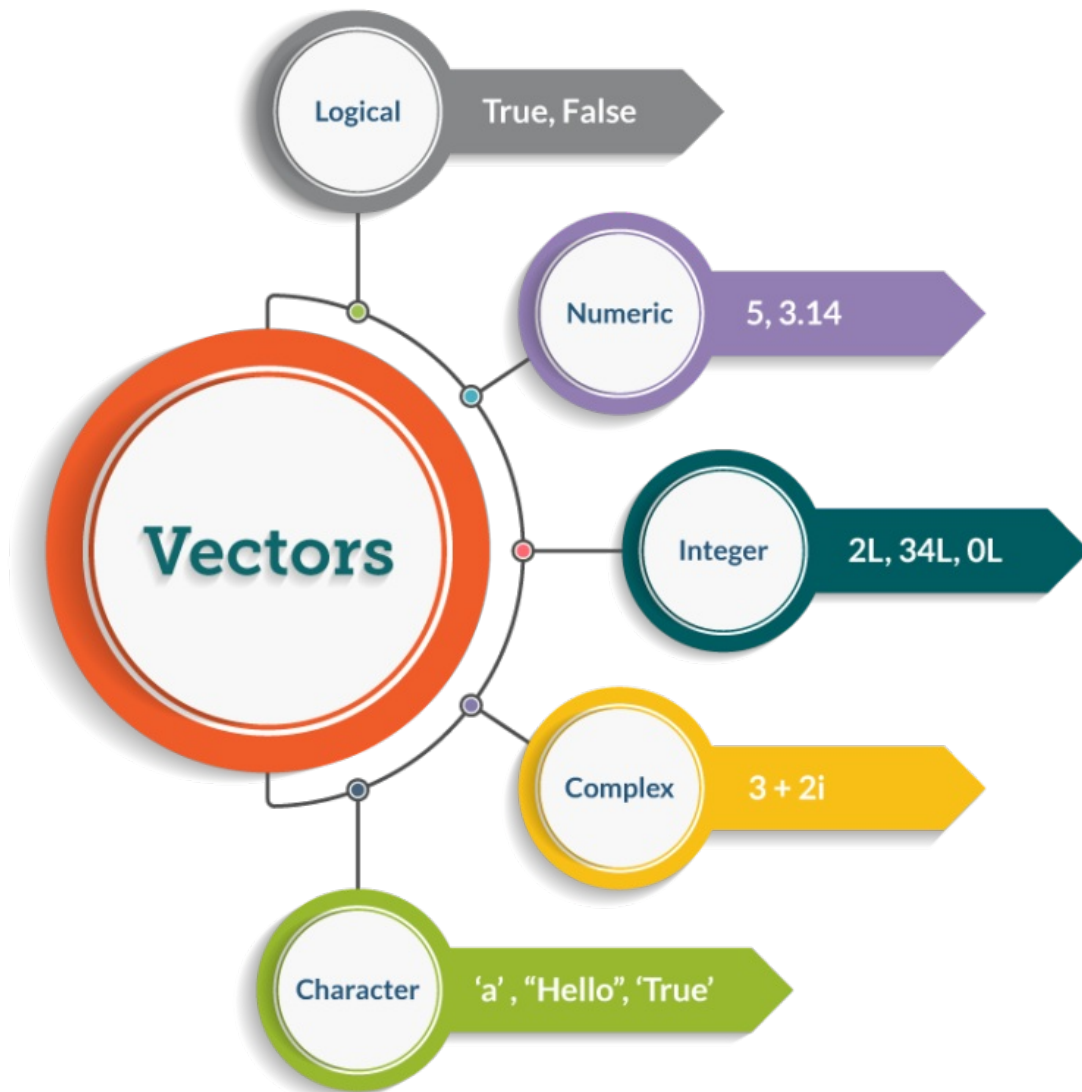 Logical
True, False
Numeric
5, 3.14
Vectors
Integer
2L, 34L, 0L
Complex
3 + 2i
Character
‘a’ , “Hello”, ‘True’